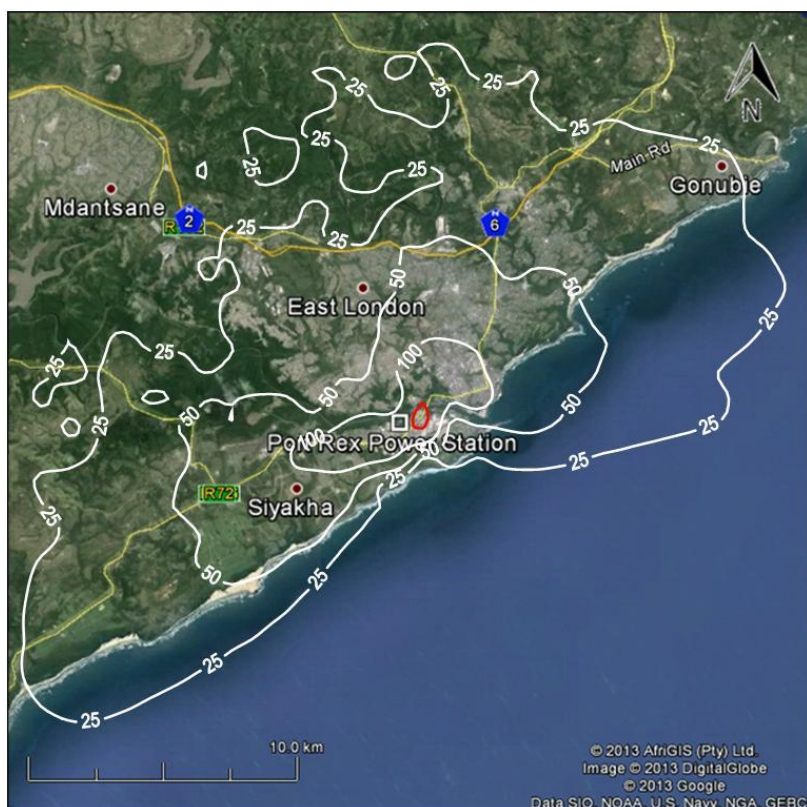 25
25
25
25
25
25
25
25
N
Main Rd
Gonubie
Mdantsane
N
2
N
6
25
25
25
50
50
25
East London
25
25
100
50
25
50
50
100
25
Port Rex Power Station
50
25
25
R72
Siyakha
25
50
25
25
25
10.0 km
© 2013 AfriGIS (Pty) Ltd.
Image © 2013 DigitalGlobe
© 2013 Google
Data SIO, NOAA, U.S. Navy, NGA, GEBCO